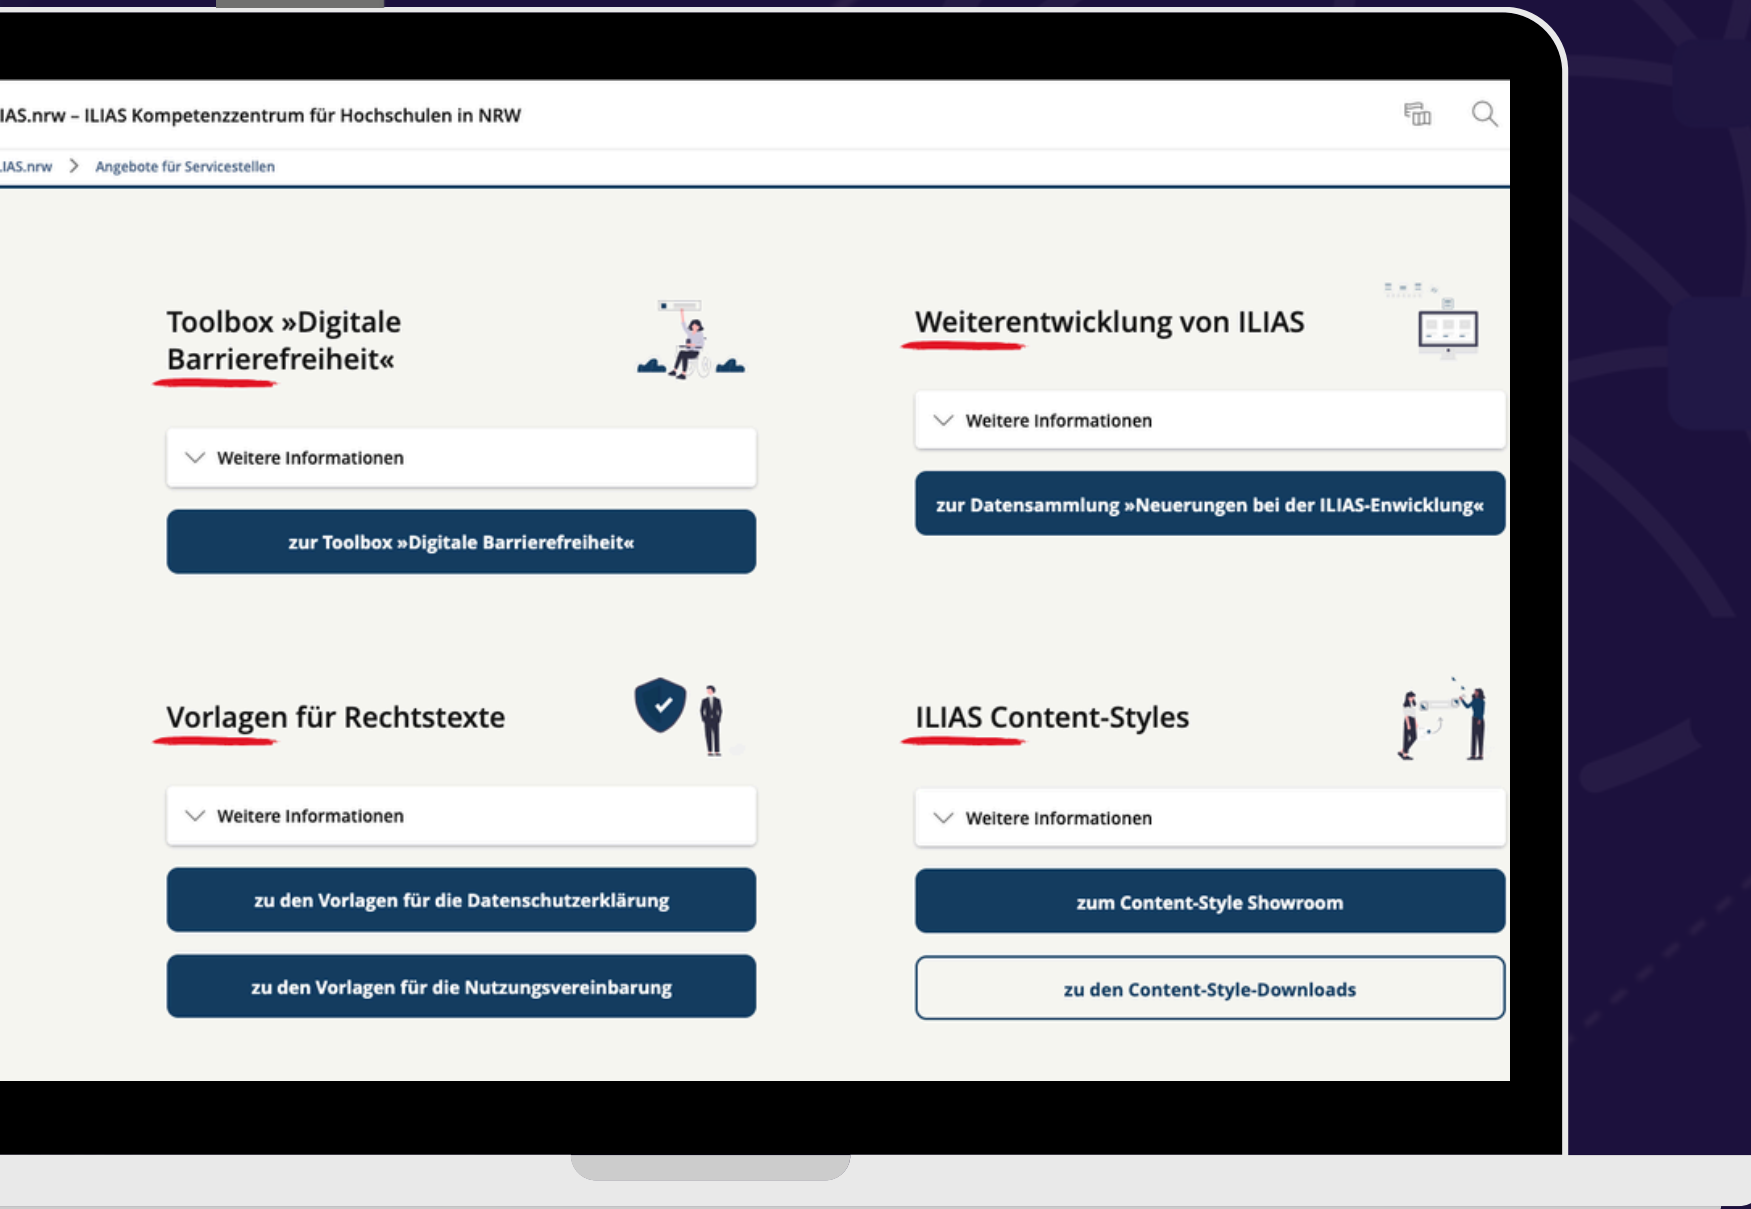 IAS.nrw – ILIAS Kompetenzzentrum für Hochschulen in NRW
LIAS.nrw > Angebote für Servicestellen
Toolbox »Digitale
Barrierefreiheit«
Weitere Informationen
zur Toolbox »Digitale Barrierefreiheit«
Weiterentwicklung von ILIAS
Weitere Informationen
zur Datensammlung »Neuerungen bei der ILIAS-Enwicklung«
Vorlagen für Rechtstexte
Weitere Informationen
zu den Vorlagen für die Datenschutzerklärung
zu den Vorlagen für die Nutzungsvereinbarung
ILIAS Content-Styles
Weitere Informationen
zum Content-Style Showroom
zu den Content-Style-Downloads